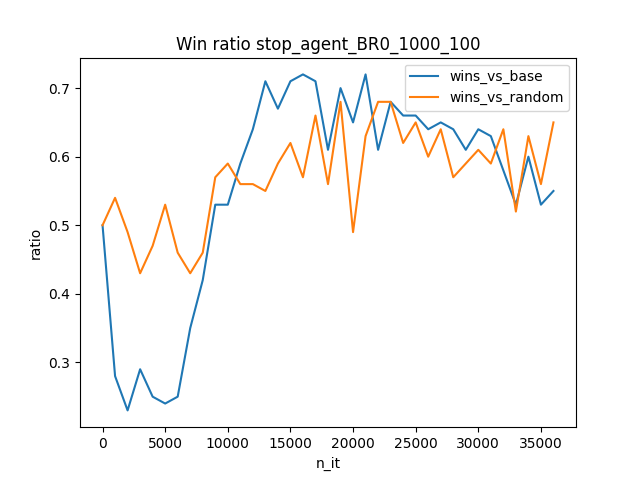 Win ratio stop_agent_BR0_1000_100
wins_vs_base
wins_vs_random
ratio
0.7
0.6
0.5
0.4
0.3
0 5000 10000 15000 20000 25000 30000 35000
n_it